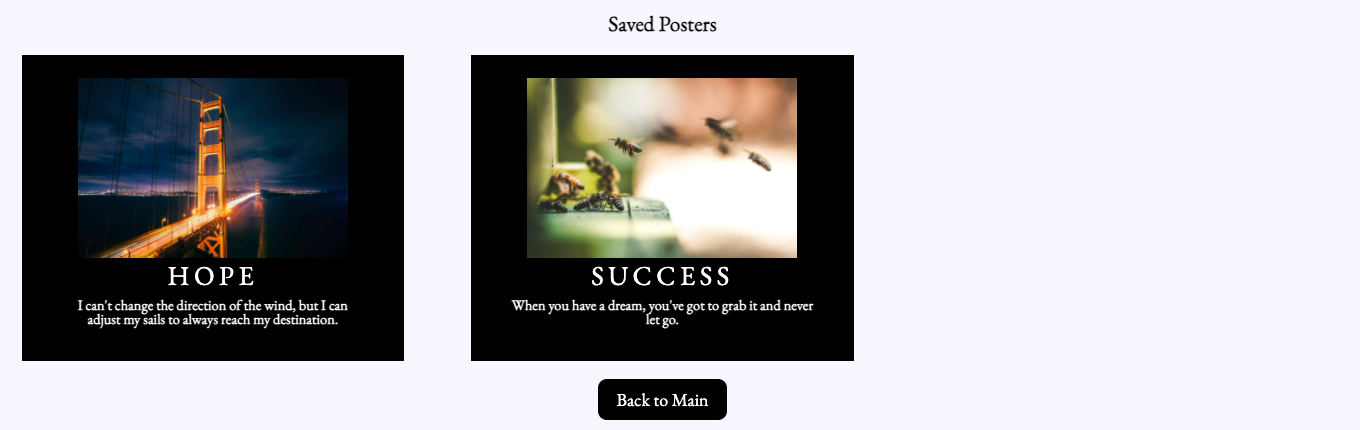 Saved Posters
HOPE
I can't change the direction of the wind, but I can
adjust my sails to always reach my destination.
SUCCESS
When you have a dream, you've got to grab it and never
let go.
Back to Main